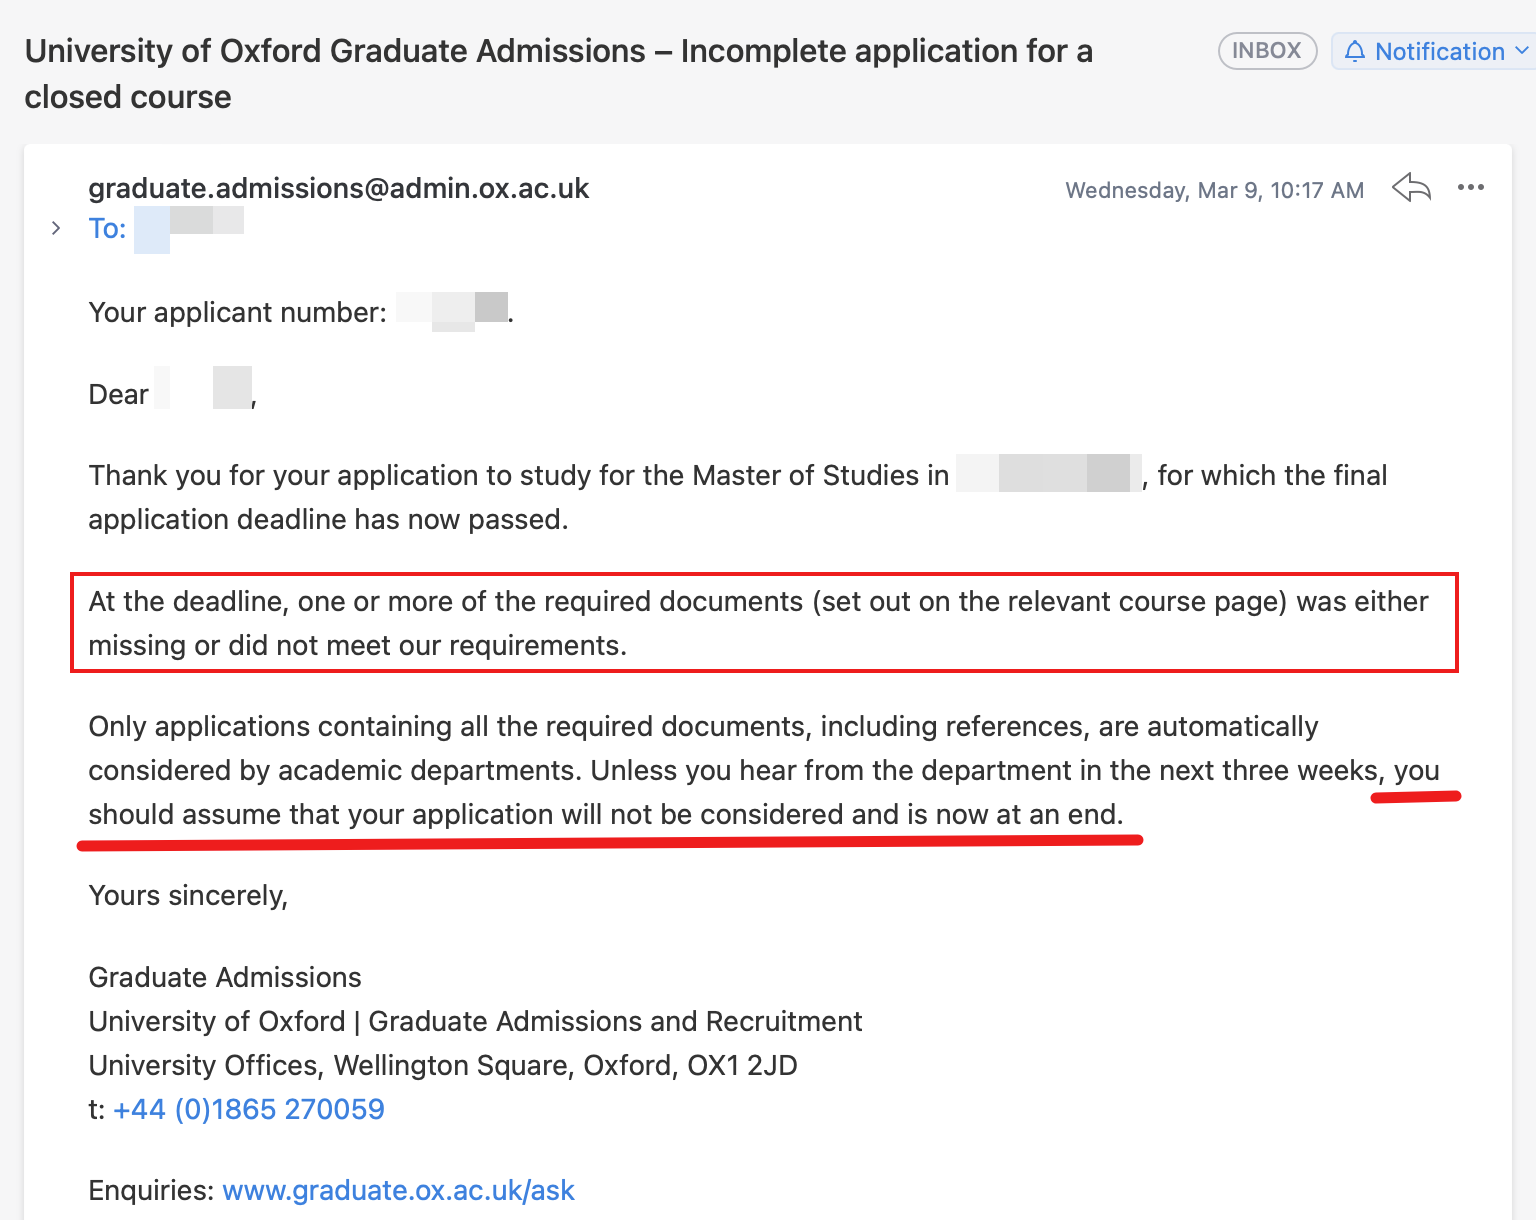 University of Oxford Graduate Admissions – Incomplete application for a
closed course
INBOX
Notification
graduate.admissions@admin.ox.ac.uk
Wednesday, Mar 9, 10:17 AM
To:
Your applicant number: .
Dear ,
Thank you for your application to study for the Master of Studies in , for which the final
application deadline has now passed.
At the deadline, one or more of the required documents (set out on the relevant course page) was either
missing or did not meet our requirements.
Only applications containing all the required documents, including references, are automatically
considered by academic departments. Unless you hear from the department in the next three weeks, you
should assume that your application will not be considered and is now at an end.
Yours sincerely,
Graduate Admissions
University of Oxford | Graduate Admissions and Recruitment
University Offices, Wellington Square, Oxford, OX1 2JD
t: +44 (0)1865 270059
Enquiries: www.graduate.ox.ac.uk/ask